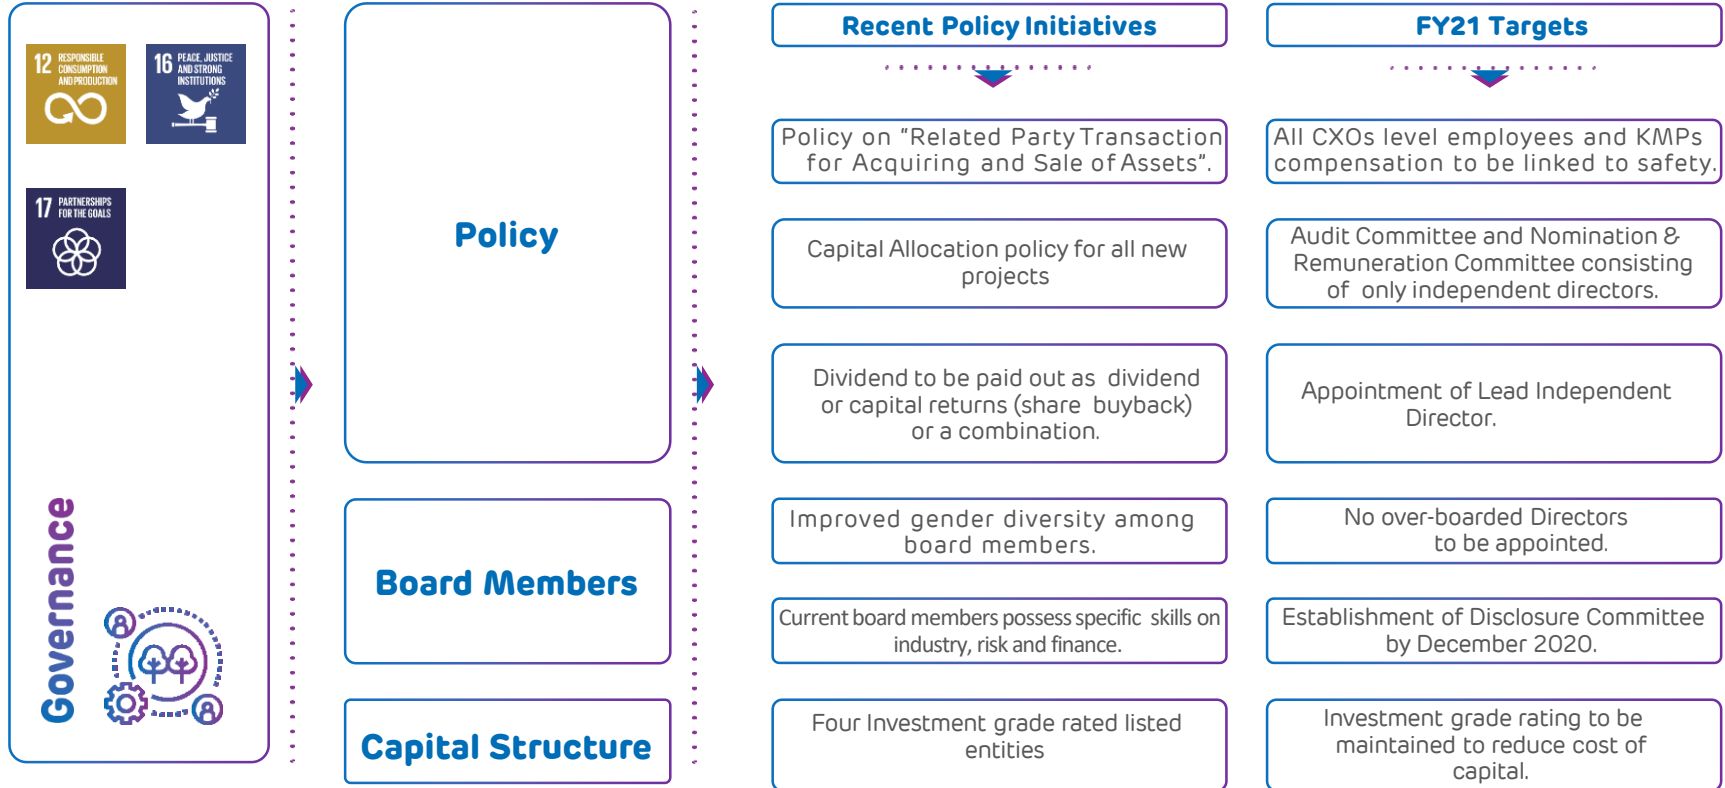 12 RESPONSIBLE
CONSUMPTION
AND PRODUCTION
16 PEACE, JUSTICE
AND STRONG
INSTITUTIONS
17 PARTNERSHIPS
FOR THE GOALS
Governance
Policy
Board Members
Capital Structure
Recent Policy Initiatives
Policy on “Related Party Transaction
for Acquiring and Sale of Assets”.
Capital Allocation policy for all new
projects
Dividend to be paid out as dividend
or capital returns (share buyback)
or a combination.
Improved gender diversity among
board members.
Current board members possess specific skills on
industry, risk and finance.
Four Investment grade rated listed
entities
FY21 Targets
All CXOs level employees and KMPs
compensation to be linked to safety.
Audit Committee and Nomination &
Remuneration Committee consisting
of only independent directors.
Appointment of Lead Independent
Director.
No over-boarded Directors
to be appointed.
Establishment of Disclosure Committee
by December 2020.
Investment grade rating to be
maintained to reduce cost of
capital.